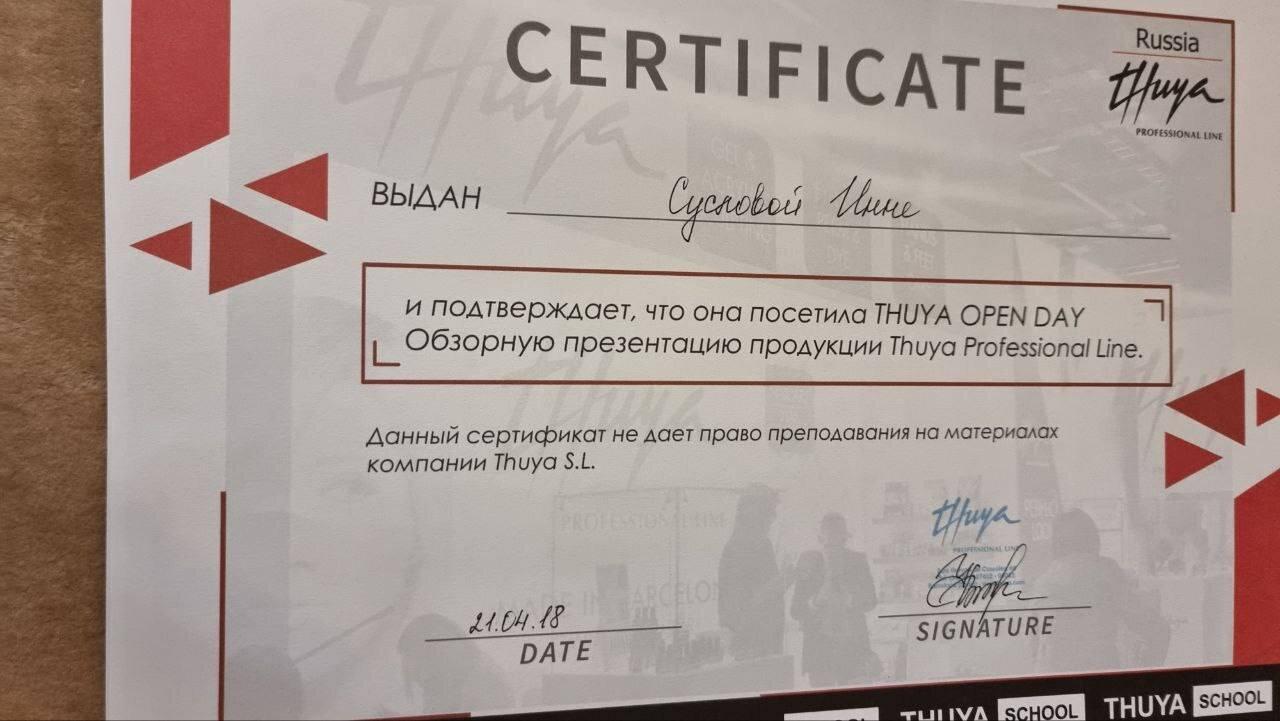 CERTIFICATE
Russia
thuya
PROFESSIONAL LINE
ВЫДАН Сусловой Инне
и подтверждает, что она посетила THUYA OPEN DAY
Обзорную презентацию продукции Thuya Professional Line.
Данный сертификат не дает право преподавания на материалах
компании Thuya S.L.
thuya
PROFESSIONAL LINE
21.04.18
DATE
SIGNATURE
THUYA SCHOOL THUYA SCHOOL